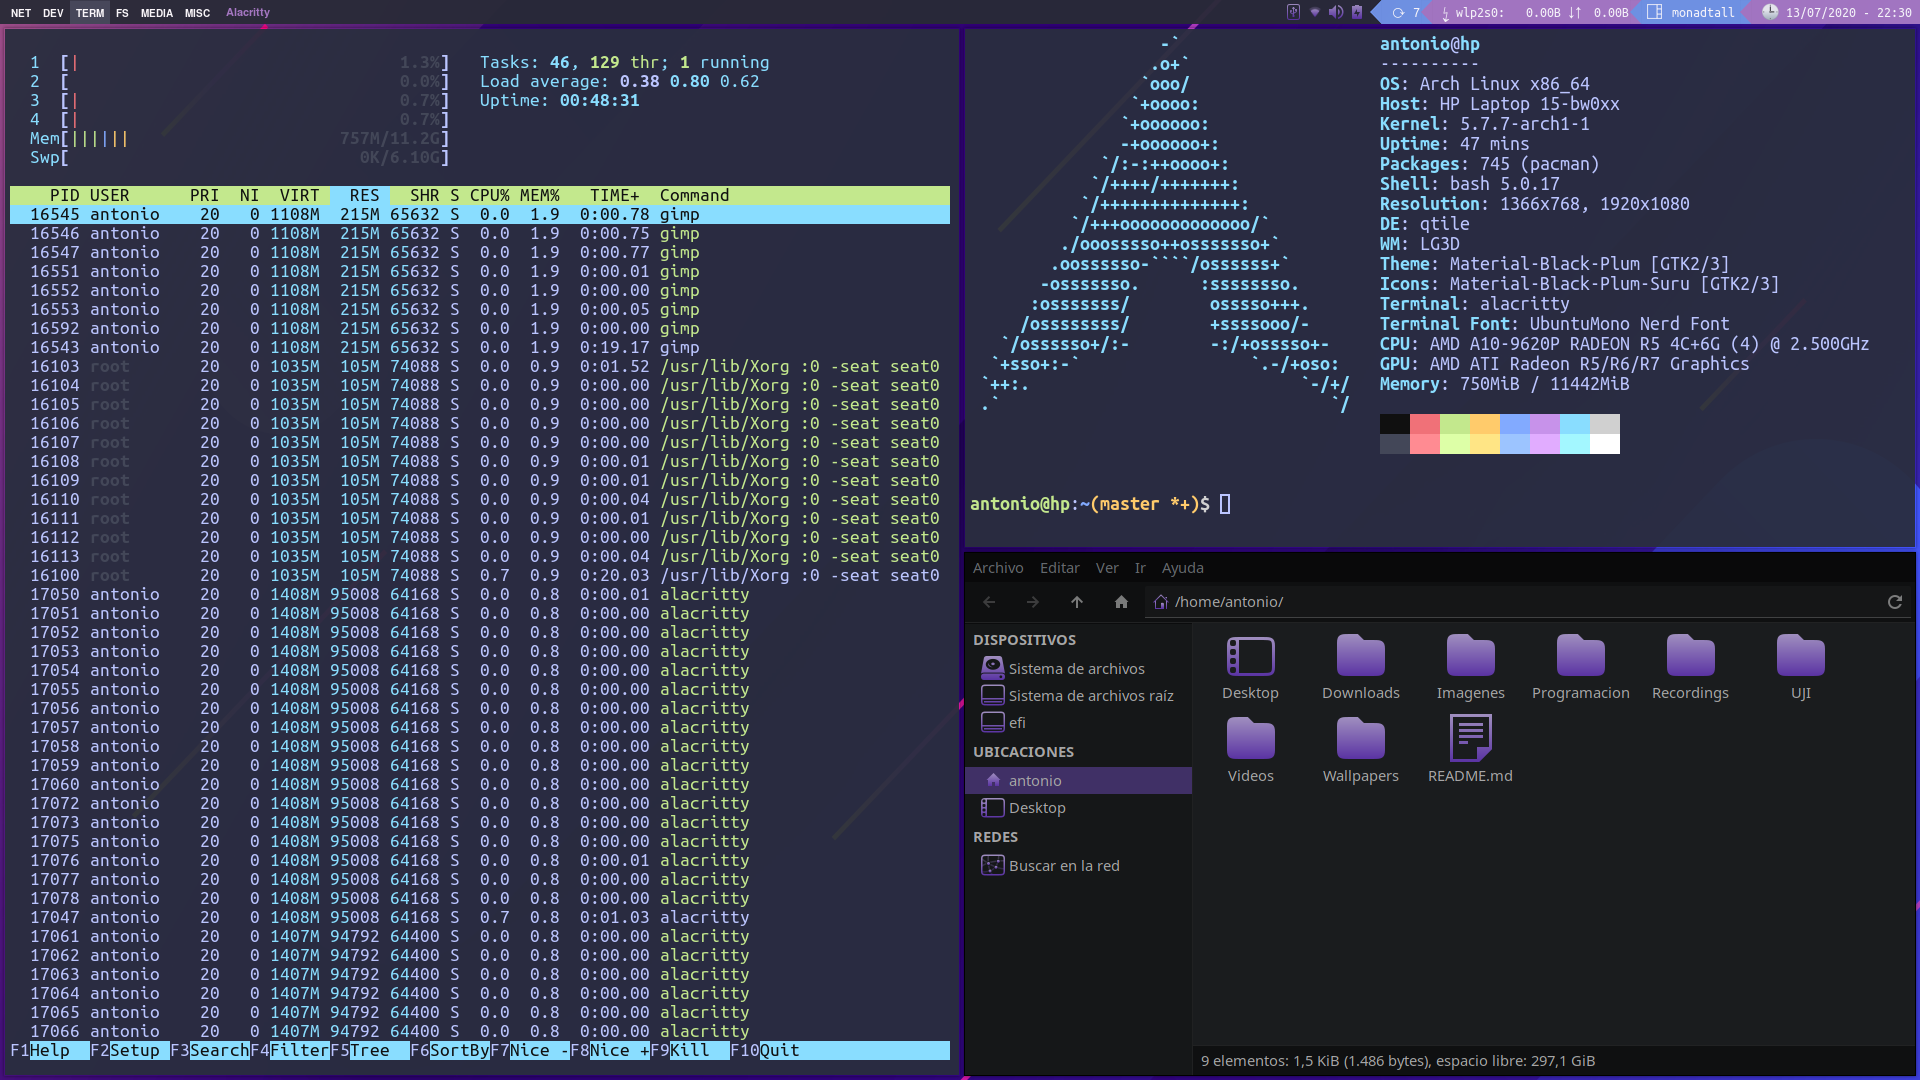 NET DEV TERM FS MEDIA MISC Alacritty
7 wlp2s0: 0.00B ↓↑ 0.00B monadtall 13/07/2020 - 22:30
1 [| 1.3%]
2 [ 0.0%]
3 [| 0.7%]
4 [| 0.7%]
Mem[|||||| 757M/11.2G]
Swp[ 0K/6.10G]
Tasks: 46, 129 thr; 1 running
Load average: 0.38 0.80 0.62
Uptime: 00:48:31
PID USER PRI NI VIRT RES SHR S CPU% MEM% TIME+ Command
16545 antonio 20 0 1108M 215M 65632 S 0.0 1.9 0:00.78 gimp
16546 antonio 20 0 1108M 215M 65632 S 0.0 1.9 0:00.75 gimp
16547 antonio 20 0 1108M 215M 65632 S 0.0 1.9 0:00.77 gimp
16551 antonio 20 0 1108M 215M 65632 S 0.0 1.9 0:00.01 gimp
16552 antonio 20 0 1108M 215M 65632 S 0.0 1.9 0:00.00 gimp
16553 antonio 20 0 1108M 215M 65632 S 0.0 1.9 0:00.05 gimp
16592 antonio 20 0 1108M 215M 65632 S 0.0 1.9 0:00.00 gimp
16543 antonio 20 0 1108M 215M 65632 S 0.0 1.9 0:19.17 gimp
16103 root 20 0 1035M 105M 74088 S 0.0 0.9 0:01.52 /usr/lib/Xorg :0 -seat seat0
16104 root 20 0 1035M 105M 74088 S 0.0 0.9 0:00.00 /usr/lib/Xorg :0 -seat seat0
16105 root 20 0 1035M 105M 74088 S 0.0 0.9 0:00.00 /usr/lib/Xorg :0 -seat seat0
16106 root 20 0 1035M 105M 74088 S 0.0 0.9 0:00.00 /usr/lib/Xorg :0 -seat seat0
16107 root 20 0 1035M 105M 74088 S 0.0 0.9 0:00.00 /usr/lib/Xorg :0 -seat seat0
16108 root 20 0 1035M 105M 74088 S 0.0 0.9 0:00.01 /usr/lib/Xorg :0 -seat seat0
16109 root 20 0 1035M 105M 74088 S 0.0 0.9 0:00.01 /usr/lib/Xorg :0 -seat seat0
16110 root 20 0 1035M 105M 74088 S 0.0 0.9 0:00.04 /usr/lib/Xorg :0 -seat seat0
16111 root 20 0 1035M 105M 74088 S 0.0 0.9 0:00.01 /usr/lib/Xorg :0 -seat seat0
16112 root 20 0 1035M 105M 74088 S 0.0 0.9 0:00.00 /usr/lib/Xorg :0 -seat seat0
16113 root 20 0 1035M 105M 74088 S 0.0 0.9 0:00.04 /usr/lib/Xorg :0 -seat seat0
16100 root 20 0 1035M 105M 74088 S 0.7 0.9 0:20.03 /usr/lib/Xorg :0 -seat seat0
17050 antonio 20 0 1408M 95008 64168 S 0.0 0.8 0:00.01 alacritty
17051 antonio 20 0 1408M 95008 64168 S 0.0 0.8 0:00.00 alacritty
17052 antonio 20 0 1408M 95008 64168 S 0.0 0.8 0:00.00 alacritty
17053 antonio 20 0 1408M 95008 64168 S 0.0 0.8 0:00.00 alacritty
17054 antonio 20 0 1408M 95008 64168 S 0.0 0.8 0:00.00 alacritty
17055 antonio 20 0 1408M 95008 64168 S 0.0 0.8 0:00.00 alacritty
17056 antonio 20 0 1408M 95008 64168 S 0.0 0.8 0:00.00 alacritty
17057 antonio 20 0 1408M 95008 64168 S 0.0 0.8 0:00.00 alacritty
17058 antonio 20 0 1408M 95008 64168 S 0.0 0.8 0:00.00 alacritty
17059 antonio 20 0 1408M 95008 64168 S 0.0 0.8 0:00.00 alacritty
17060 antonio 20 0 1408M 95008 64168 S 0.0 0.8 0:00.00 alacritty
17072 antonio 20 0 1408M 95008 64168 S 0.0 0.8 0:00.00 alacritty
17073 antonio 20 0 1408M 95008 64168 S 0.0 0.8 0:00.00 alacritty
17075 antonio 20 0 1408M 95008 64168 S 0.0 0.8 0:00.00 alacritty
17076 antonio 20 0 1408M 95008 64168 S 0.0 0.8 0:00.01 alacritty
17077 antonio 20 0 1408M 95008 64168 S 0.0 0.8 0:00.00 alacritty
17078 antonio 20 0 1408M 95008 64168 S 0.0 0.8 0:00.00 alacritty
17047 antonio 20 0 1408M 95008 64168 S 0.7 0.8 0:01.03 alacritty
17061 antonio 20 0 1407M 94792 64400 S 0.0 0.8 0:00.00 alacritty
17062 antonio 20 0 1407M 94792 64400 S 0.0 0.8 0:00.00 alacritty
17063 antonio 20 0 1407M 94792 64400 S 0.0 0.8 0:00.00 alacritty
17064 antonio 20 0 1407M 94792 64400 S 0.0 0.8 0:00.00 alacritty
17065 antonio 20 0 1407M 94792 64400 S 0.0 0.8 0:00.00 alacritty
17066 antonio 20 0 1407M 94792 64400 S 0.0 0.8 0:00.00 alacritty
F1Help F2Setup F3SearchF4FilterF5Tree F6SortByF7Nice -F8Nice +F9Kill F10Quit
-`
.o+`
`ooo/
`+oooo:
`+oooooo:
-+oooooo+:
`/:-:++oooo+:
`/++++/+++++++:
`/++++++++++++++:
`/+++ooooooooooooo/`
./ooosssso++osssssso+`
.oossssso-````/ossssss+`
-osssssso. :ssssssso.
:osssssss/ osssso+++.
/ossssssss/ +ssssooo/-
`/ossssso+/:- -:/+osssso+-
`+sso+:-` `.-/+oso:
`++:. `-/+/
.` `/
antonio@hp
----------
OS: Arch Linux x86_64
Host: HP Laptop 15-bw0xx
Kernel: 5.7.7-arch1-1
Uptime: 47 mins
Packages: 745 (pacman)
Shell: bash 5.0.17
Resolution: 1366x768, 1920x1080
DE: qtile
WM: LG3D
Theme: Material-Black-Plum [GTK2/3]
Icons: Material-Black-Plum-Suru [GTK2/3]
Terminal: alacritty
Terminal Font: UbuntuMono Nerd Font
CPU: AMD A10-9620P RADEON R5 4C+6G (4) @ 2.500GHz
GPU: AMD ATI Radeon R5/R6/R7 Graphics
Memory: 750MiB / 11442MiB
antonio@hp:~(master *+)$
Archivo Editar Ver Ir Ayuda
/home/antonio/
DISPOSITIVOS
Sistema de archivos
Sistema de archivos raíz
efi
UBICACIONES
antonio
Desktop
REDES
Buscar en la red
Desktop Downloads Imagenes Programacion Recordings UJI
Videos Wallpapers README.md
9 elementos: 1,5 KiB (1.486 bytes), espacio libre: 297,1 GiB